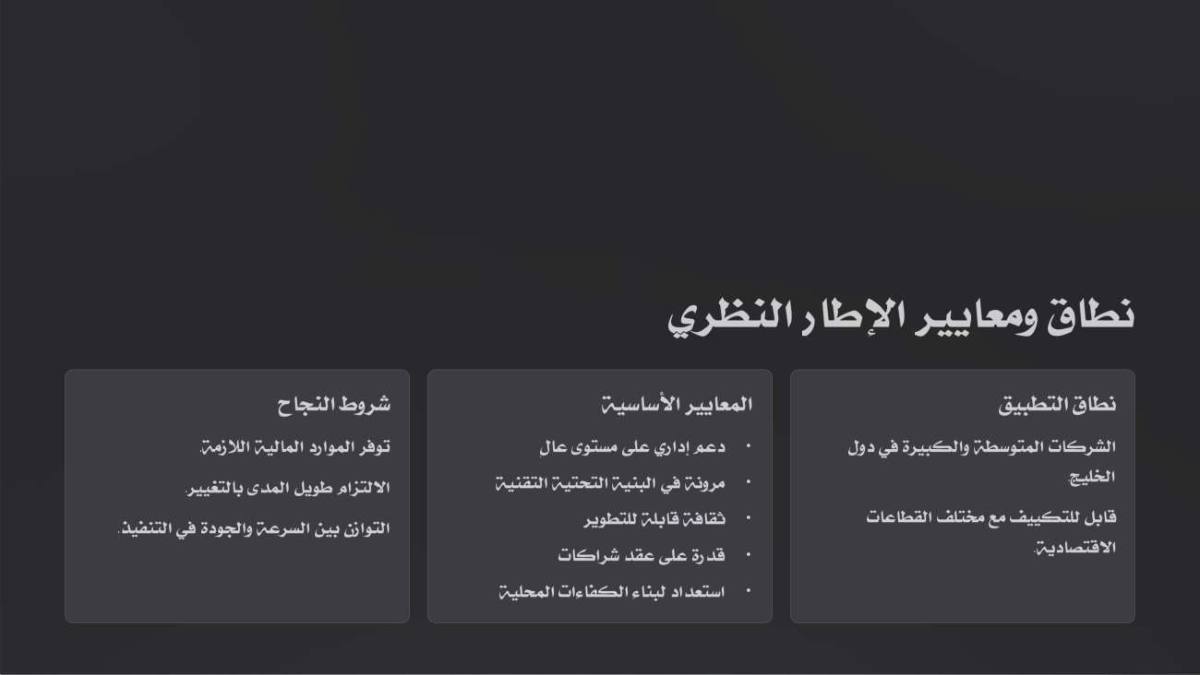 نطاق ومعايير الإطار النظري
نطاق التطبيق
الشركات المتوسطة والكبيرة في دول
الخليج.
قابل للتكييف مع مختلف القطاعات
الاقتصادية.
المعايير الأساسية
• دعم إداري على مستوى عالٍ
• مرونة في البنية التحتية التقنية
• ثقافة قابلة للتطوير
• قدرة على عقد شراكات
• استعداد لبناء الكفاءات المحلية
شروط النجاح
توفر الموارد المالية اللازمة.
الالتزام طويل المدى بالتغيير.
التوازن بين السرعة والجودة في التنفيذ.